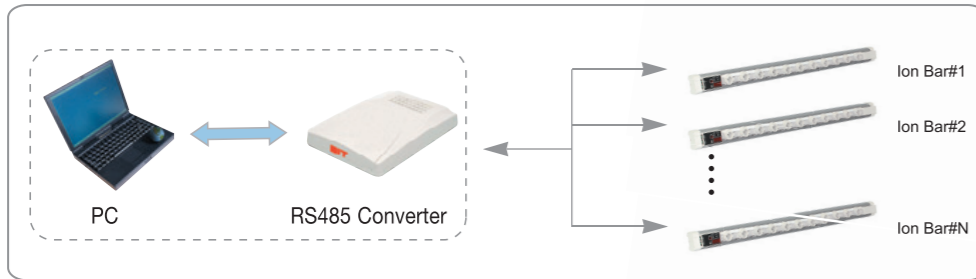 Ion Bar#1
Ion Bar#2
Ion Bar#N
PC
RS485 Converter